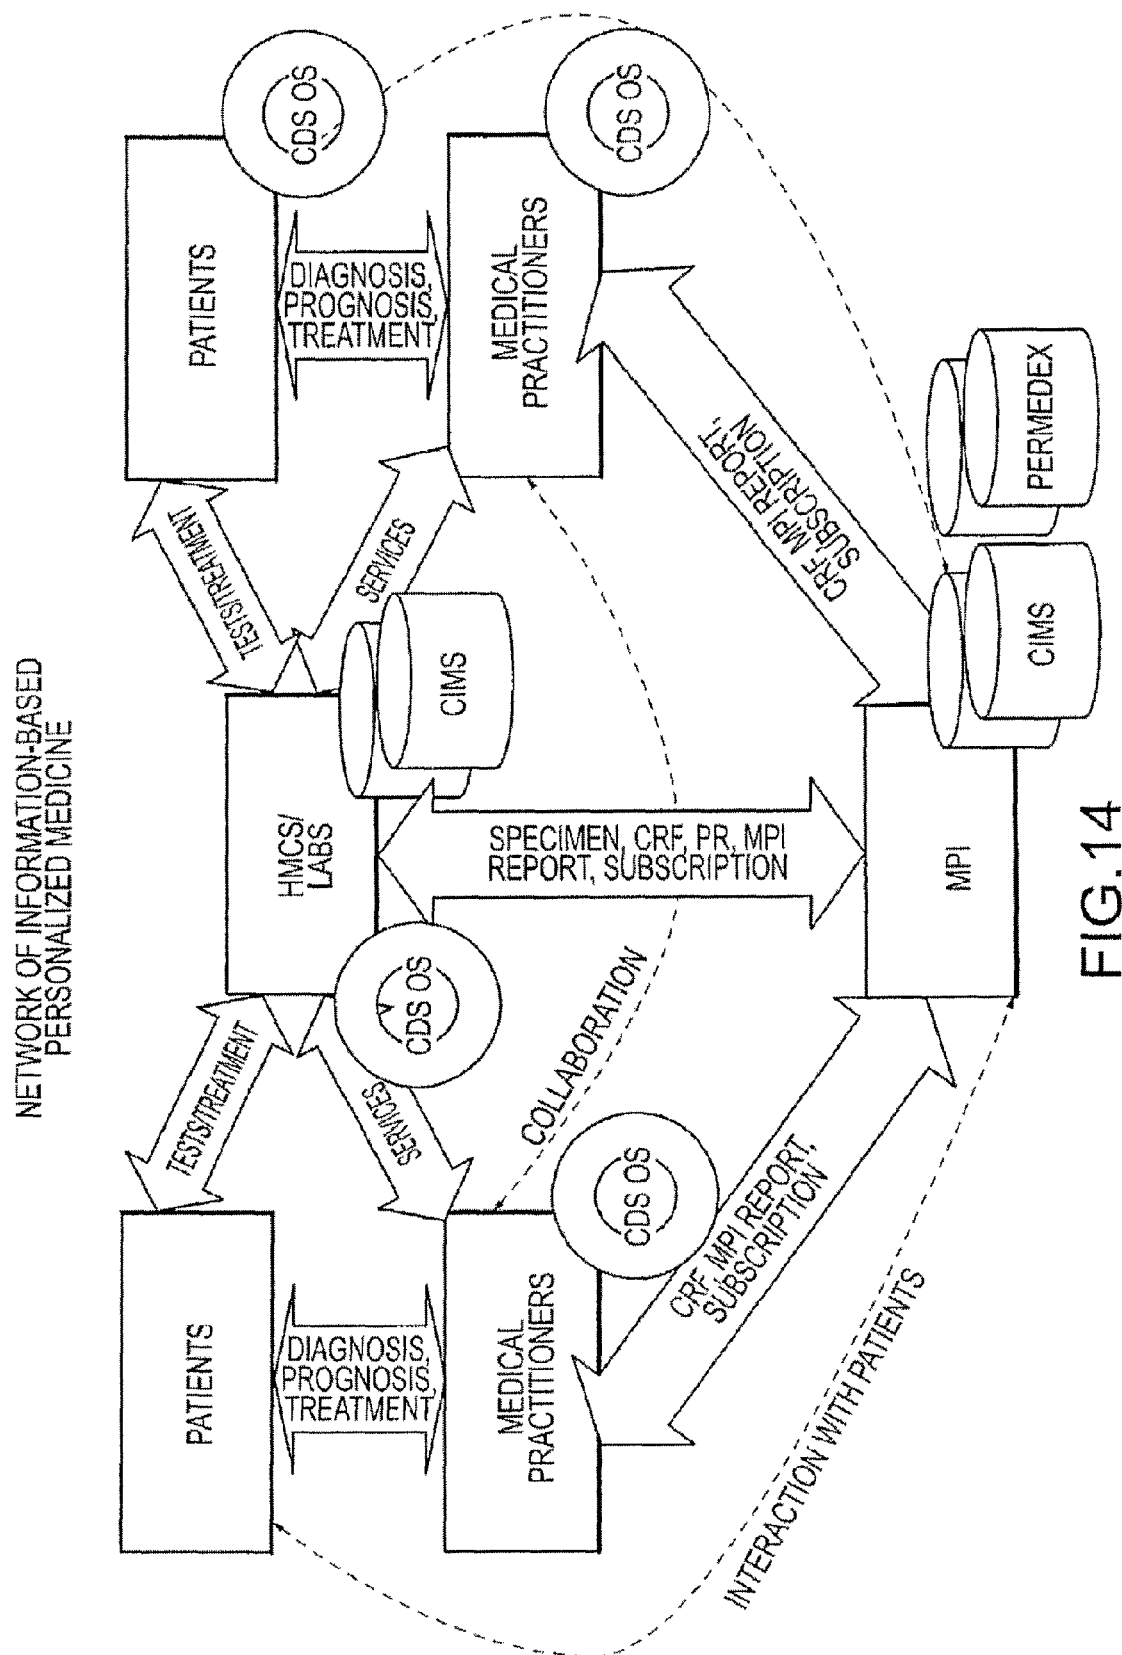 NETWORK OF INFORMATION-BASED
PERSONALIZED MEDICINE
PATIENTS
TESTS/TREATMENT
HMCS/
LABS
TESTS/TREATMENT
PATIENTS
CDS OS
DIAGNOSIS,
PROGNOSIS,
TREATMENT
SERVICES
CDS OS
CIMS
SERVICES
DIAGNOSIS,
PROGNOSIS,
TREATMENT
MEDICAL
PRACTITIONERS
CDS OS
COLLABORATION
SPECIMEN, CRF, PR, MPI
REPORT, SUBSCRIPTION
MEDICAL
PRACTITIONERS
CDS OS
CRF, MPI REPORT,
SUBSCRIPTION
CRF, MPI REPORT,
SUBSCRIPTION
INTERACTION WITH PATIENTS
MPI
CIMS
PERMEDEX
FIG.14